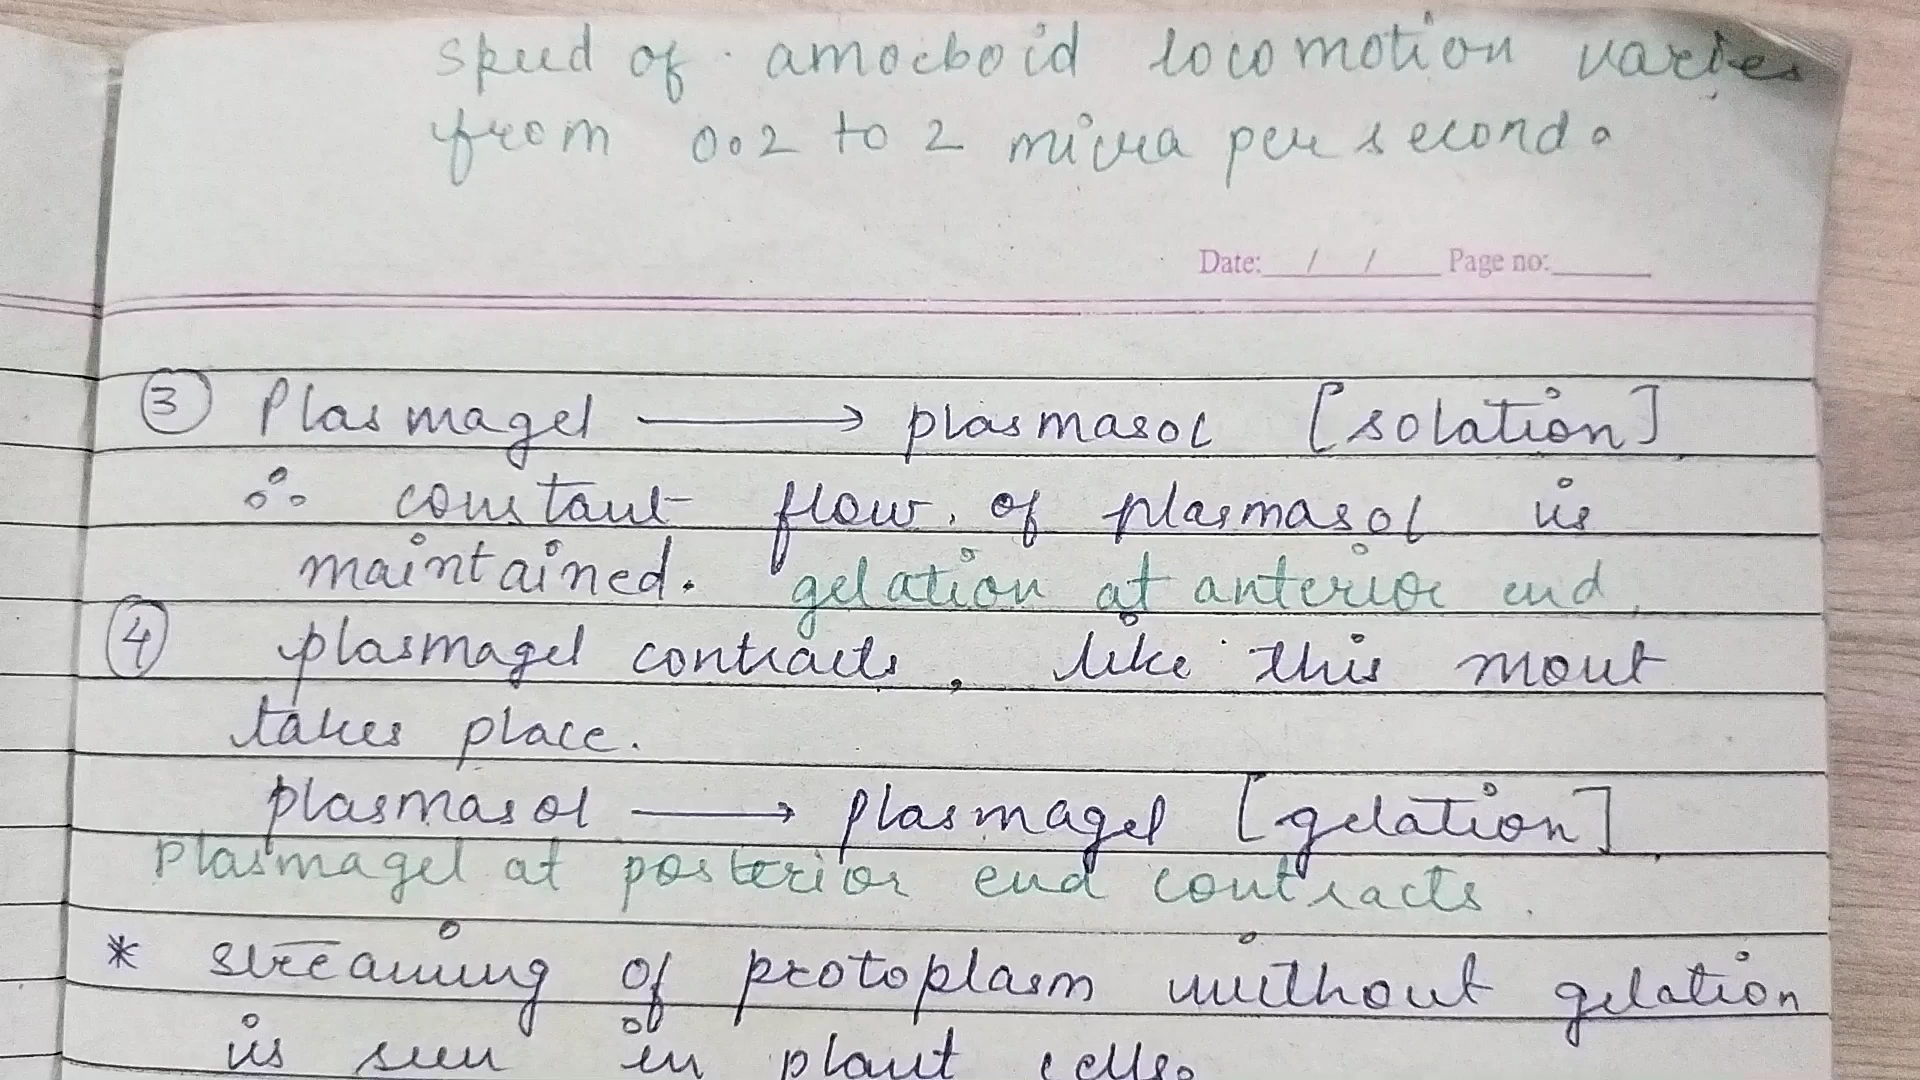 speed of amoeboid locomotion varies
from 0.2 to 2 micra per second.
Date: / / Page no:
③ Plasmagel → plasmasol [solation]
∴ constant flow of plasmasol is
maintained. gelation at anterior end
④ plasmagel contracts, like this
takes place.
plasmasol → plasmagel [gelation]
Plasmagel at posterior end contracts.
* streaming of protoplasm without gelation
is seen in plant cells.